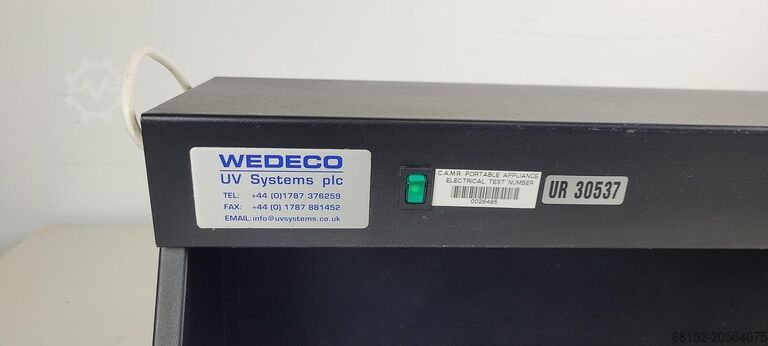 WEDECO
UV Systems plc
TEL: +44 (0)1787 376259
FAX: +44 (0) 1787 881452
EMAIL: info@uvsystems.co.uk
C.A.M.R. PORTABLE APPLIANCE
ELECTRICAL TEST NUMBER
0026486
UR 30537
68152-20504075